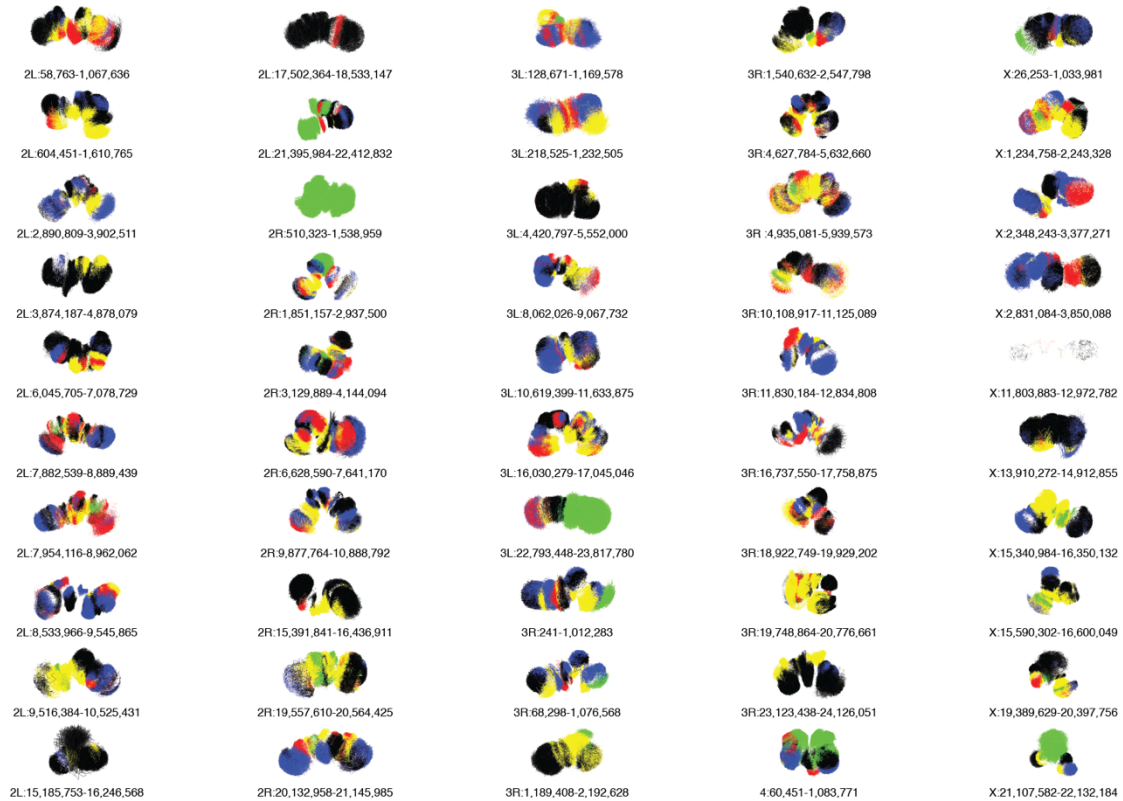 2L:58,763-1,067,636
2L:17,502,364-18,533,147
3L:128,671-1,169,578
3R:1,540,632-2,547,798
X:26,253-1,033,981
2L:604,451-1,610,765
2L:21,395,984-22,412,832
3L:218,525-1,232,505
3R:4,627,784-5,632,660
X:1,234,758-2,243,328
2L:2,890,809-3,902,511
2R:510,323-1,538,959
3L:4,420,797-5,552,000
3R :4,935,081-5,939,573
X:2,348,243-3,377,271
2L:3,874,187-4,878,079
2R:1,851,157-2,937,500
3L:8,062,026-9,067,732
3R:10,108,917-11,125,089
X:2,831,084-3,850,088
2L:6,045,705-7,078,729
2R:3,129,889-4,144,094
3L:10,619,399-11,633,875
3R:11,830,184-12,834,808
X:11,803,883-12,972,782
2L:7,882,539-8,889,439
2R:6,628,590-7,641,170
3L:16,030,279-17,045,046
3R:16,737,550-17,758,875
X:13,910,272-14,912,855
2L:7,954,116-8,962,062
2R:9,877,764-10,888,792
3L:22,793,448-23,817,780
3R:18,922,749-19,929,202
X:15,340,984-16,350,132
2L:8,533,966-9,545,865
2R:15,391,841-16,436,911
3R:241-1,012,283
3R:19,748,864-20,776,661
X:15,590,302-16,600,049
2L:9,516,384-10,525,431
2R:19,557,610-20,564,425
3R:68,298-1,076,568
3R:23,123,438-24,126,051
X:19,389,629-20,397,756
2L:15,185,753-16,246,568
2R:20,132,958-21,145,985
3R:1,189,408-2,192,628
4:60,451-1,083,771
X:21,107,582-22,132,184